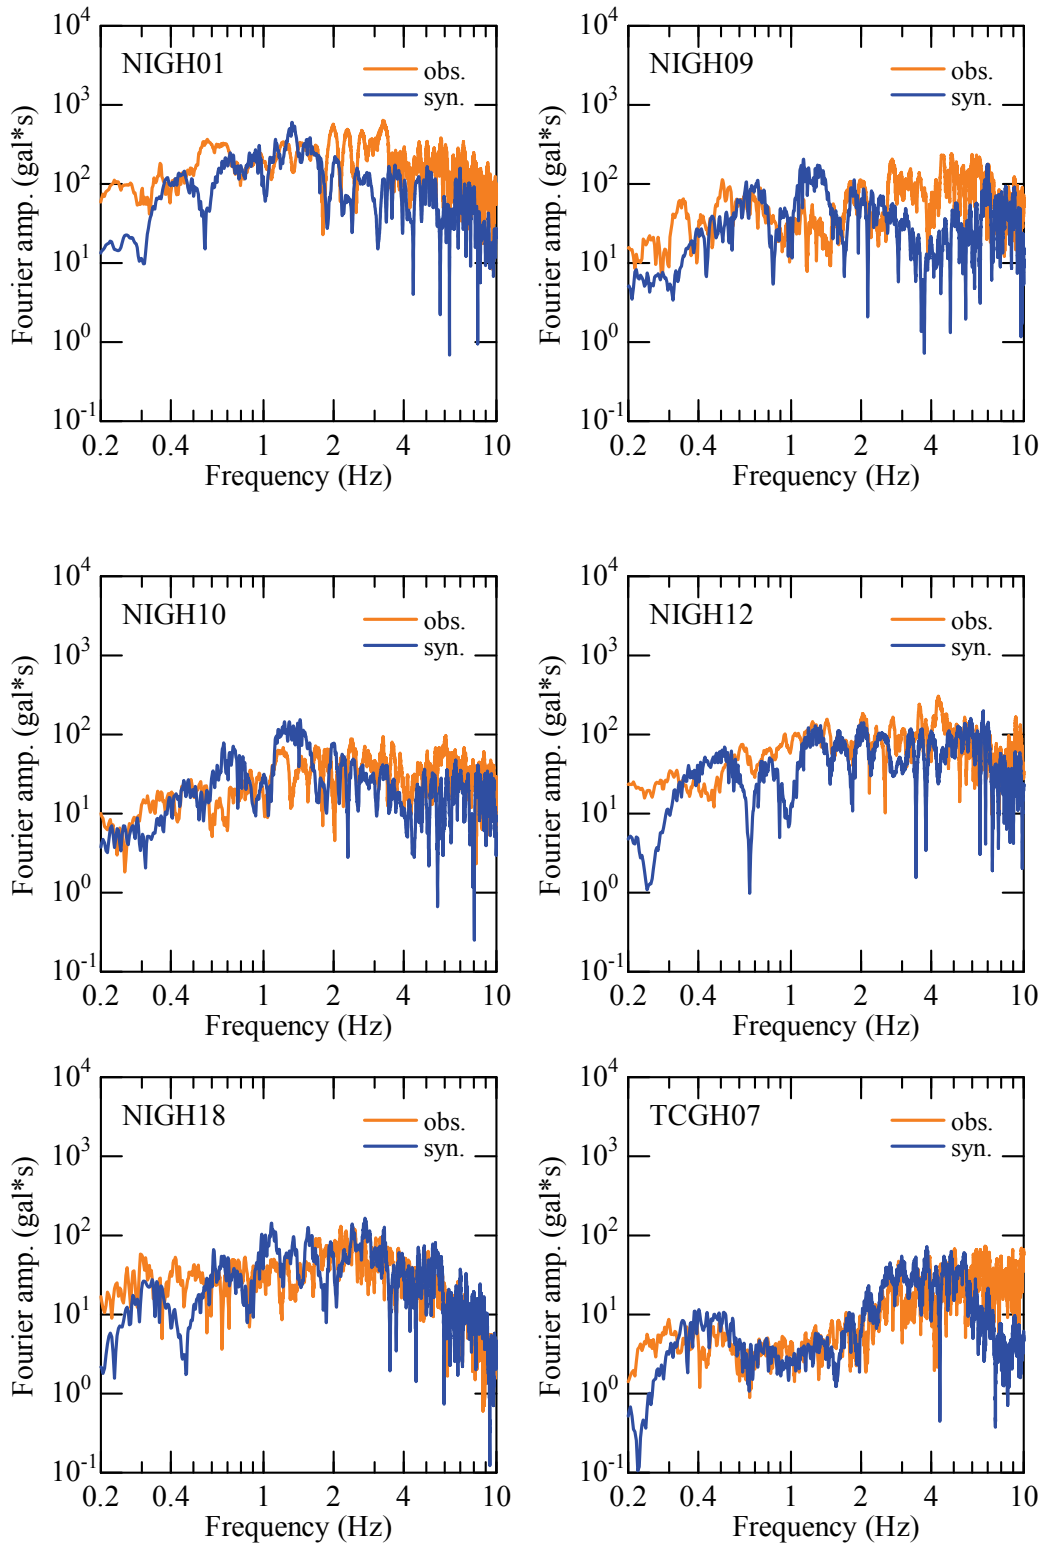 10^4
10^3
10^2
10^1
10^0
10^-1
Fourier amp. (gal*s)
NIGH01
obs.
syn.
0.2 0.4 1 2 4 10
Frequency (Hz)
10^4
10^3
10^2
10^1
10^0
10^-1
Fourier amp. (gal*s)
NIGH09
obs.
syn.
0.2 0.4 1 2 4 10
Frequency (Hz)
10^4
10^3
10^2
10^1
10^0
10^-1
Fourier amp. (gal*s)
NIGH10
obs.
syn.
0.2 0.4 1 2 4 10
Frequency (Hz)
10^4
10^3
10^2
10^1
10^0
10^-1
Fourier amp. (gal*s)
NIGH12
obs.
syn.
0.2 0.4 1 2 4 10
Frequency (Hz)
10^4
10^3
10^2
10^1
10^0
10^-1
Fourier amp. (gal*s)
NIGH18
obs.
syn.
0.2 0.4 1 2 4 10
Frequency (Hz)
10^4
10^3
10^2
10^1
10^0
10^-1
Fourier amp. (gal*s)
TCGH07
obs.
syn.
0.2 0.4 1 2 4 10
Frequency (Hz)